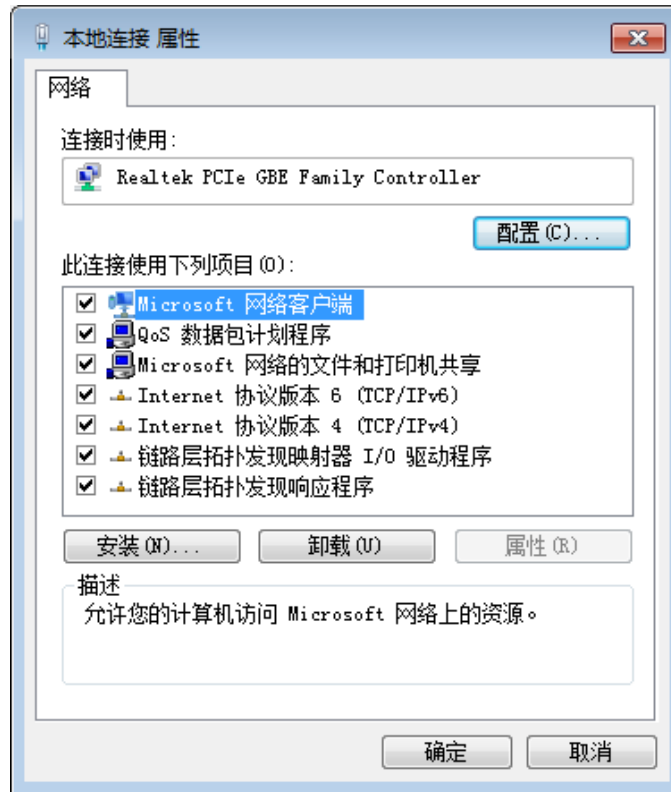 本地连接 属性
网络
连接时使用:
Realtek PCIe GBE Family Controller
配置(C)...
此连接使用下列项目(O):
Microsoft 网络客户端
QoS 数据包计划程序
Microsoft 网络的文件和打印机共享
Internet 协议版本 6 (TCP/IPv6)
Internet 协议版本 4 (TCP/IPv4)
链路层拓扑发现映射器 I/O 驱动程序
链路层拓扑发现响应程序
安装(N)... 卸载(U) 属性(R)
描述
允许您的计算机访问 Microsoft 网络上的资源。
确定 取消